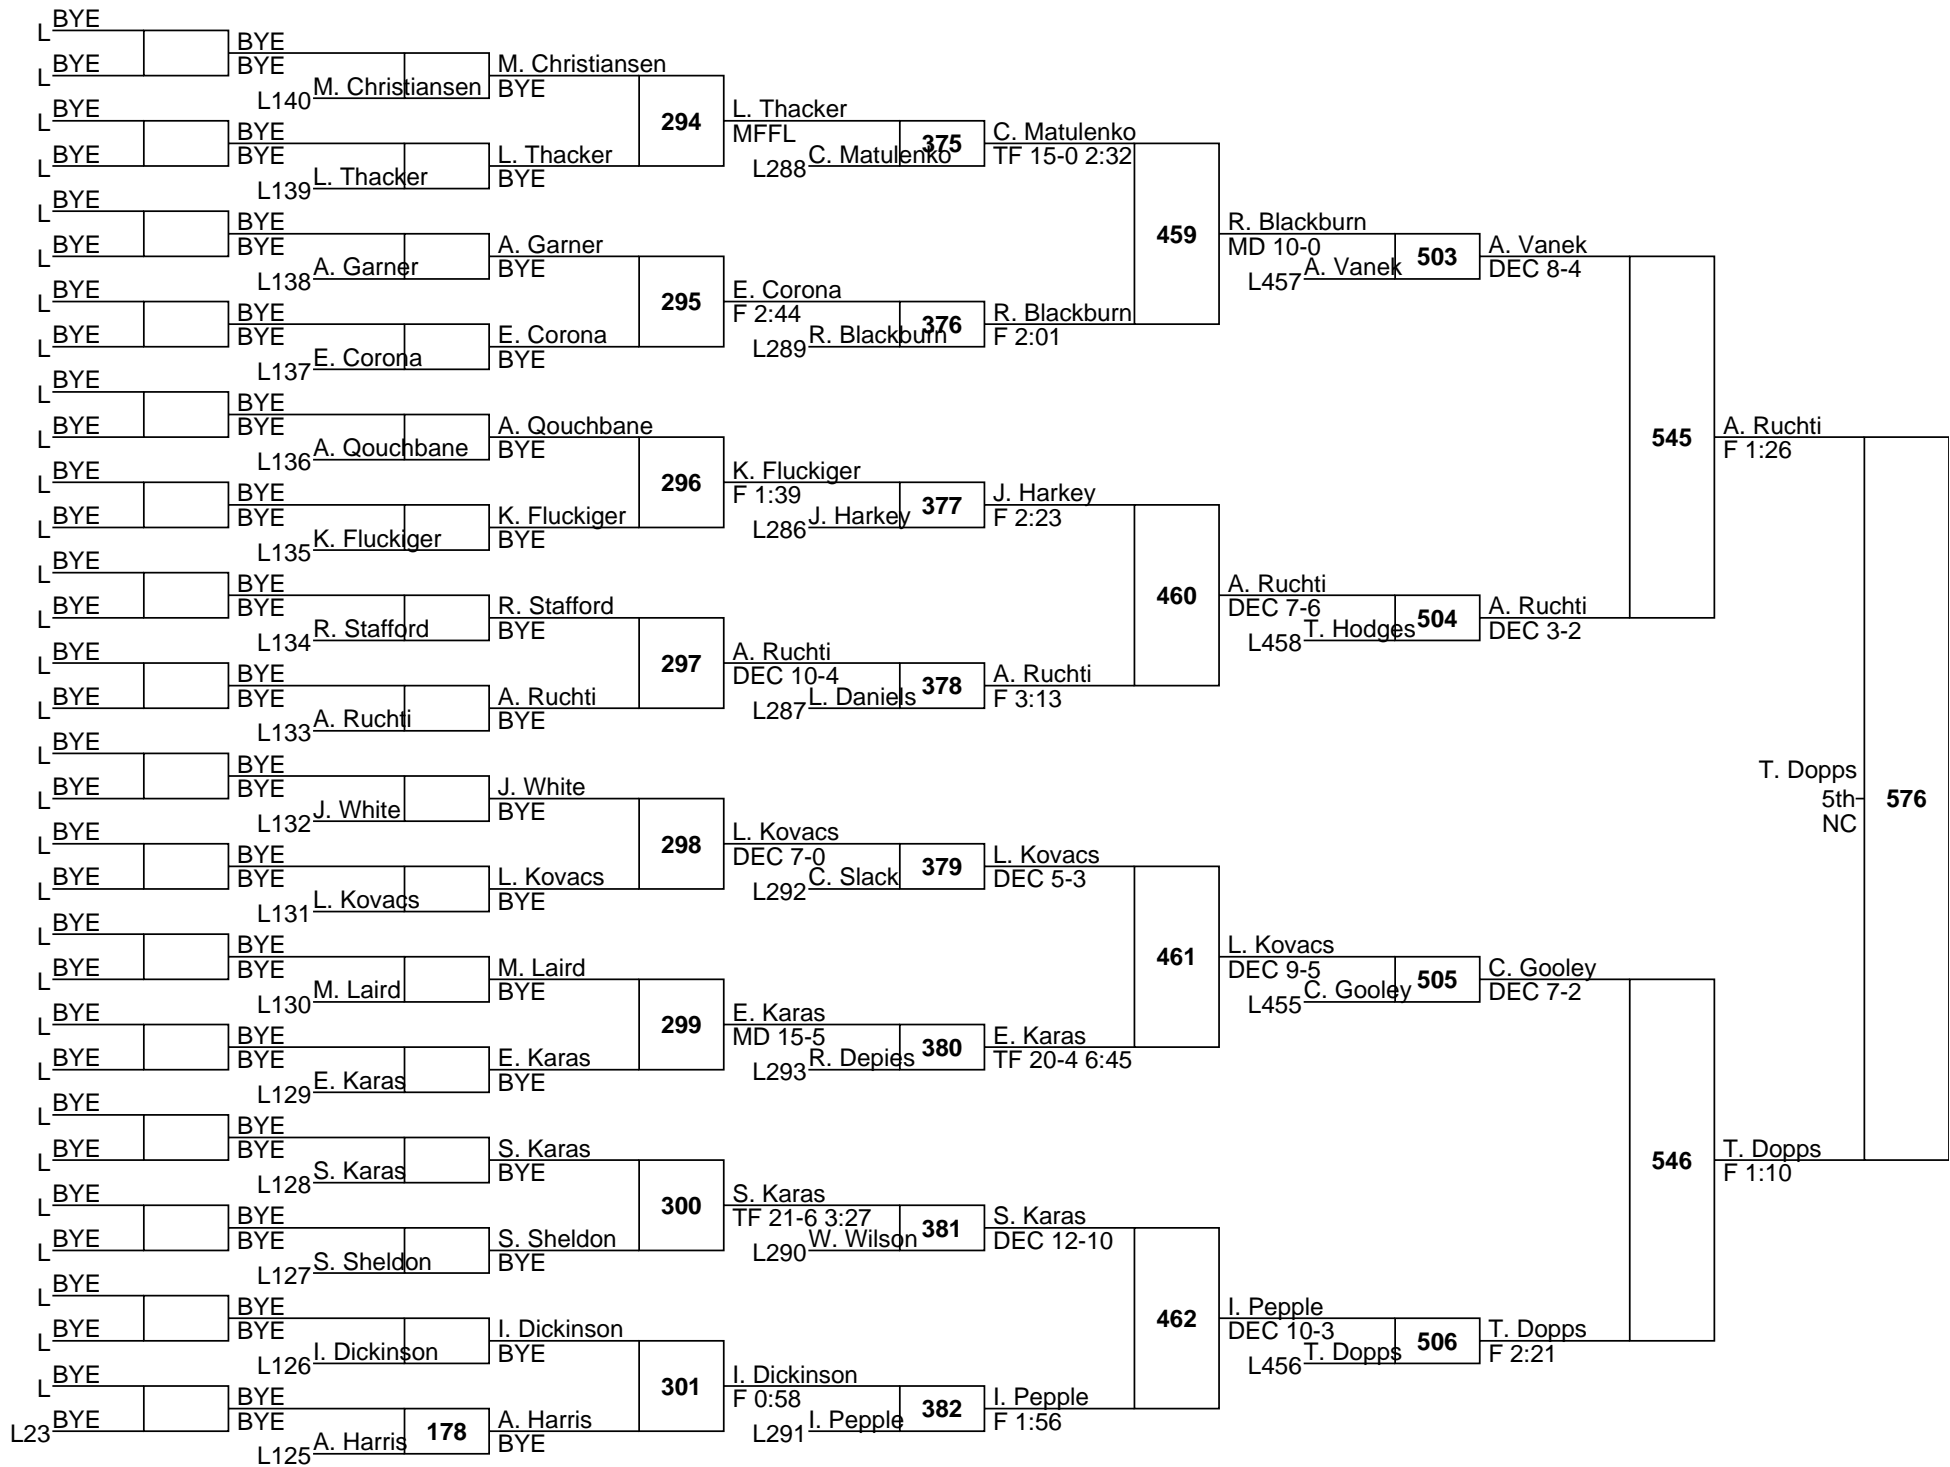 BYE
L
BYE
L
BYE
BYE
L140 M. Christiansen
M. Christiansen
BYE
BYE
L
BYE
L
BYE
BYE
L139 L. Thacker
L. Thacker
BYE
294
L. Thacker
MFFL
L288 C. Matulenko
375
C. Matulenko
TF 15-0 2:32
BYE
L
BYE
L
BYE
BYE
L138 A. Garner
A. Garner
BYE
BYE
L
BYE
L
BYE
BYE
L137 E. Corona
E. Corona
BYE
295
E. Corona
F 2:44
L289 R. Blackburn
376
R. Blackburn
F 2:01
459
R. Blackburn
MD 10-0
L457 A. Vanek
503
A. Vanek
DEC 8-4
BYE
L
BYE
L
BYE
BYE
L136 A. Qouchbane
A. Qouchbane
BYE
BYE
L
BYE
L
BYE
BYE
L135 K. Fluckiger
K. Fluckiger
BYE
296
K. Fluckiger
F 1:39
L286 J. Harkey
377
J. Harkey
F 2:23
BYE
L
BYE
L
BYE
BYE
L134 R. Stafford
R. Stafford
BYE
BYE
L
BYE
L
BYE
BYE
L133 A. Ruchti
A. Ruchti
BYE
297
A. Ruchti
DEC 10-4
L287 L. Daniels
378
A. Ruchti
F 3:13
460
A. Ruchti
DEC 7-6
L458 T. Hodges
504
A. Ruchti
DEC 3-2
545
A. Ruchti
F 1:26
BYE
L
BYE
L
BYE
BYE
L132 J. White
J. White
BYE
BYE
L
BYE
L
BYE
BYE
L131 L. Kovacs
L. Kovacs
BYE
298
L. Kovacs
DEC 7-0
L292 C. Slack
379
L. Kovacs
DEC 5-3
BYE
L
BYE
L
BYE
BYE
L130 M. Laird
M. Laird
BYE
BYE
L
BYE
L
BYE
BYE
L129 E. Karas
E. Karas
BYE
299
E. Karas
MD 15-5
L293 R. Depies
380
E. Karas
TF 20-4 6:45
461
L. Kovacs
DEC 9-5
L455 C. Gooley
505
C. Gooley
DEC 7-2
BYE
L
BYE
L
BYE
BYE
L128 S. Karas
S. Karas
BYE
BYE
L
BYE
L
BYE
BYE
L127 S. Sheldon
S. Sheldon
BYE
300
S. Karas
TF 21-6 3:27
L290 W. Wilson
381
S. Karas
DEC 12-10
BYE
L
BYE
L
BYE
BYE
L126 I. Dickinson
I. Dickinson
BYE
BYE
L
BYE
L23
BYE
BYE
L125 A. Harris
178
A. Harris
BYE
301
I. Dickinson
F 0:58
L291 I. Pepple
382
I. Pepple
F 1:56
462
I. Pepple
DEC 10-3
L456 T. Dopps
506
T. Dopps
F 2:21
546
T. Dopps
F 1:10
T. Dopps
5th
NC
576